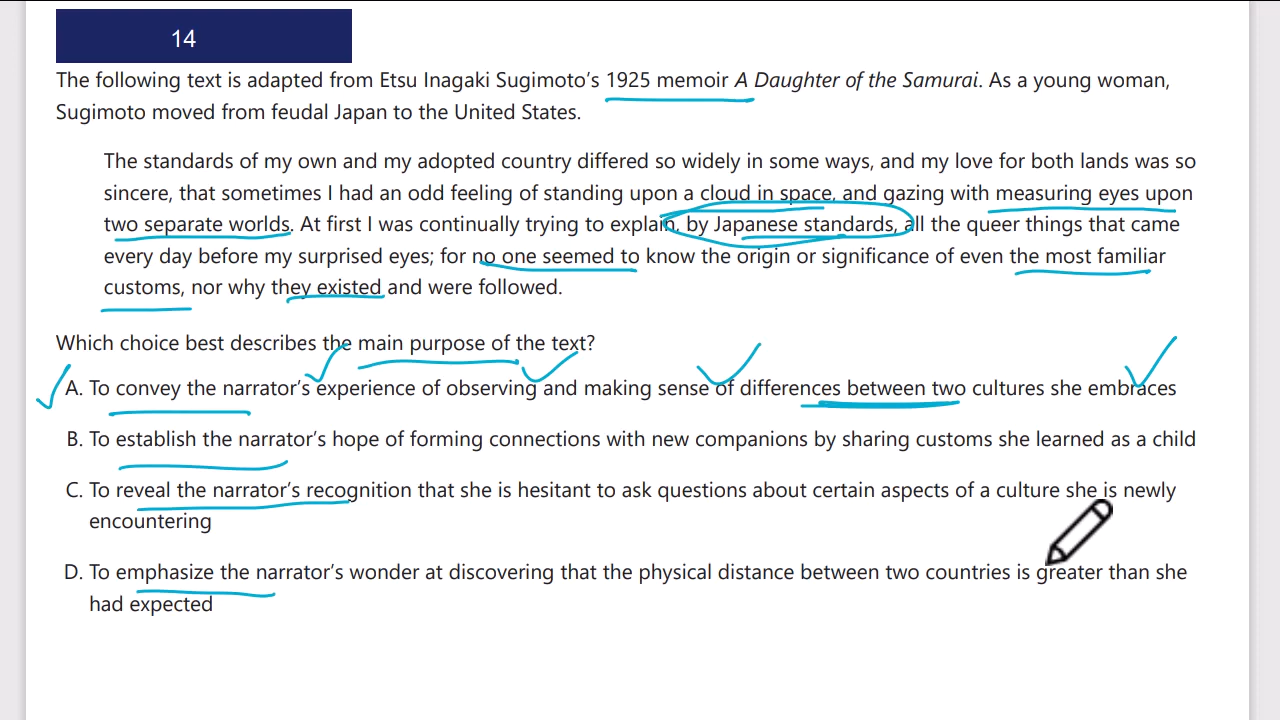 14
The following text is adapted from Etsu Inagaki Sugimoto’s 1925 memoir A Daughter of the Samurai. As a young woman,
Sugimoto moved from feudal Japan to the United States.
The standards of my own and my adopted country differed so widely in some ways, and my love for both lands was so
sincere, that sometimes I had an odd feeling of standing upon a cloud in space, and gazing with measuring eyes upon
two separate worlds. At first I was continually trying to explain, by Japanese standards, all the queer things that came
every day before my surprised eyes; for no one seemed to know the origin or significance of even the most familiar
customs, nor why they existed and were followed.
Which choice best describes the main purpose of the text?
A. To convey the narrator’s experience of observing and making sense of differences between two cultures she embraces
B. To establish the narrator’s hope of forming connections with new companions by sharing customs she learned as a child
C. To reveal the narrator’s recognition that she is hesitant to ask questions about certain aspects of a culture she is newly
encountering
D. To emphasize the narrator’s wonder at discovering that the physical distance between two countries is greater than she
had expected